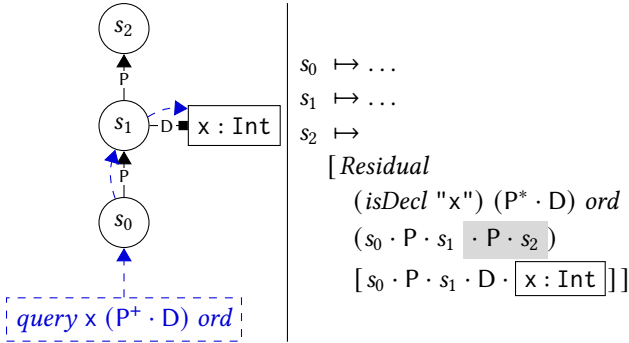 s₂
P
s₁
D
x : Int
P
s₀
query x (P⁺ · D) ord
s₀ ↦ . . .
s₁ ↦ . . .
s₂ ↦
[ Residual
(isDecl "x") (P* · D) ord
(s₀ · P · s₁ · P · s₂ )
[ s₀ · P · s₁ · D · x : Int ] ]